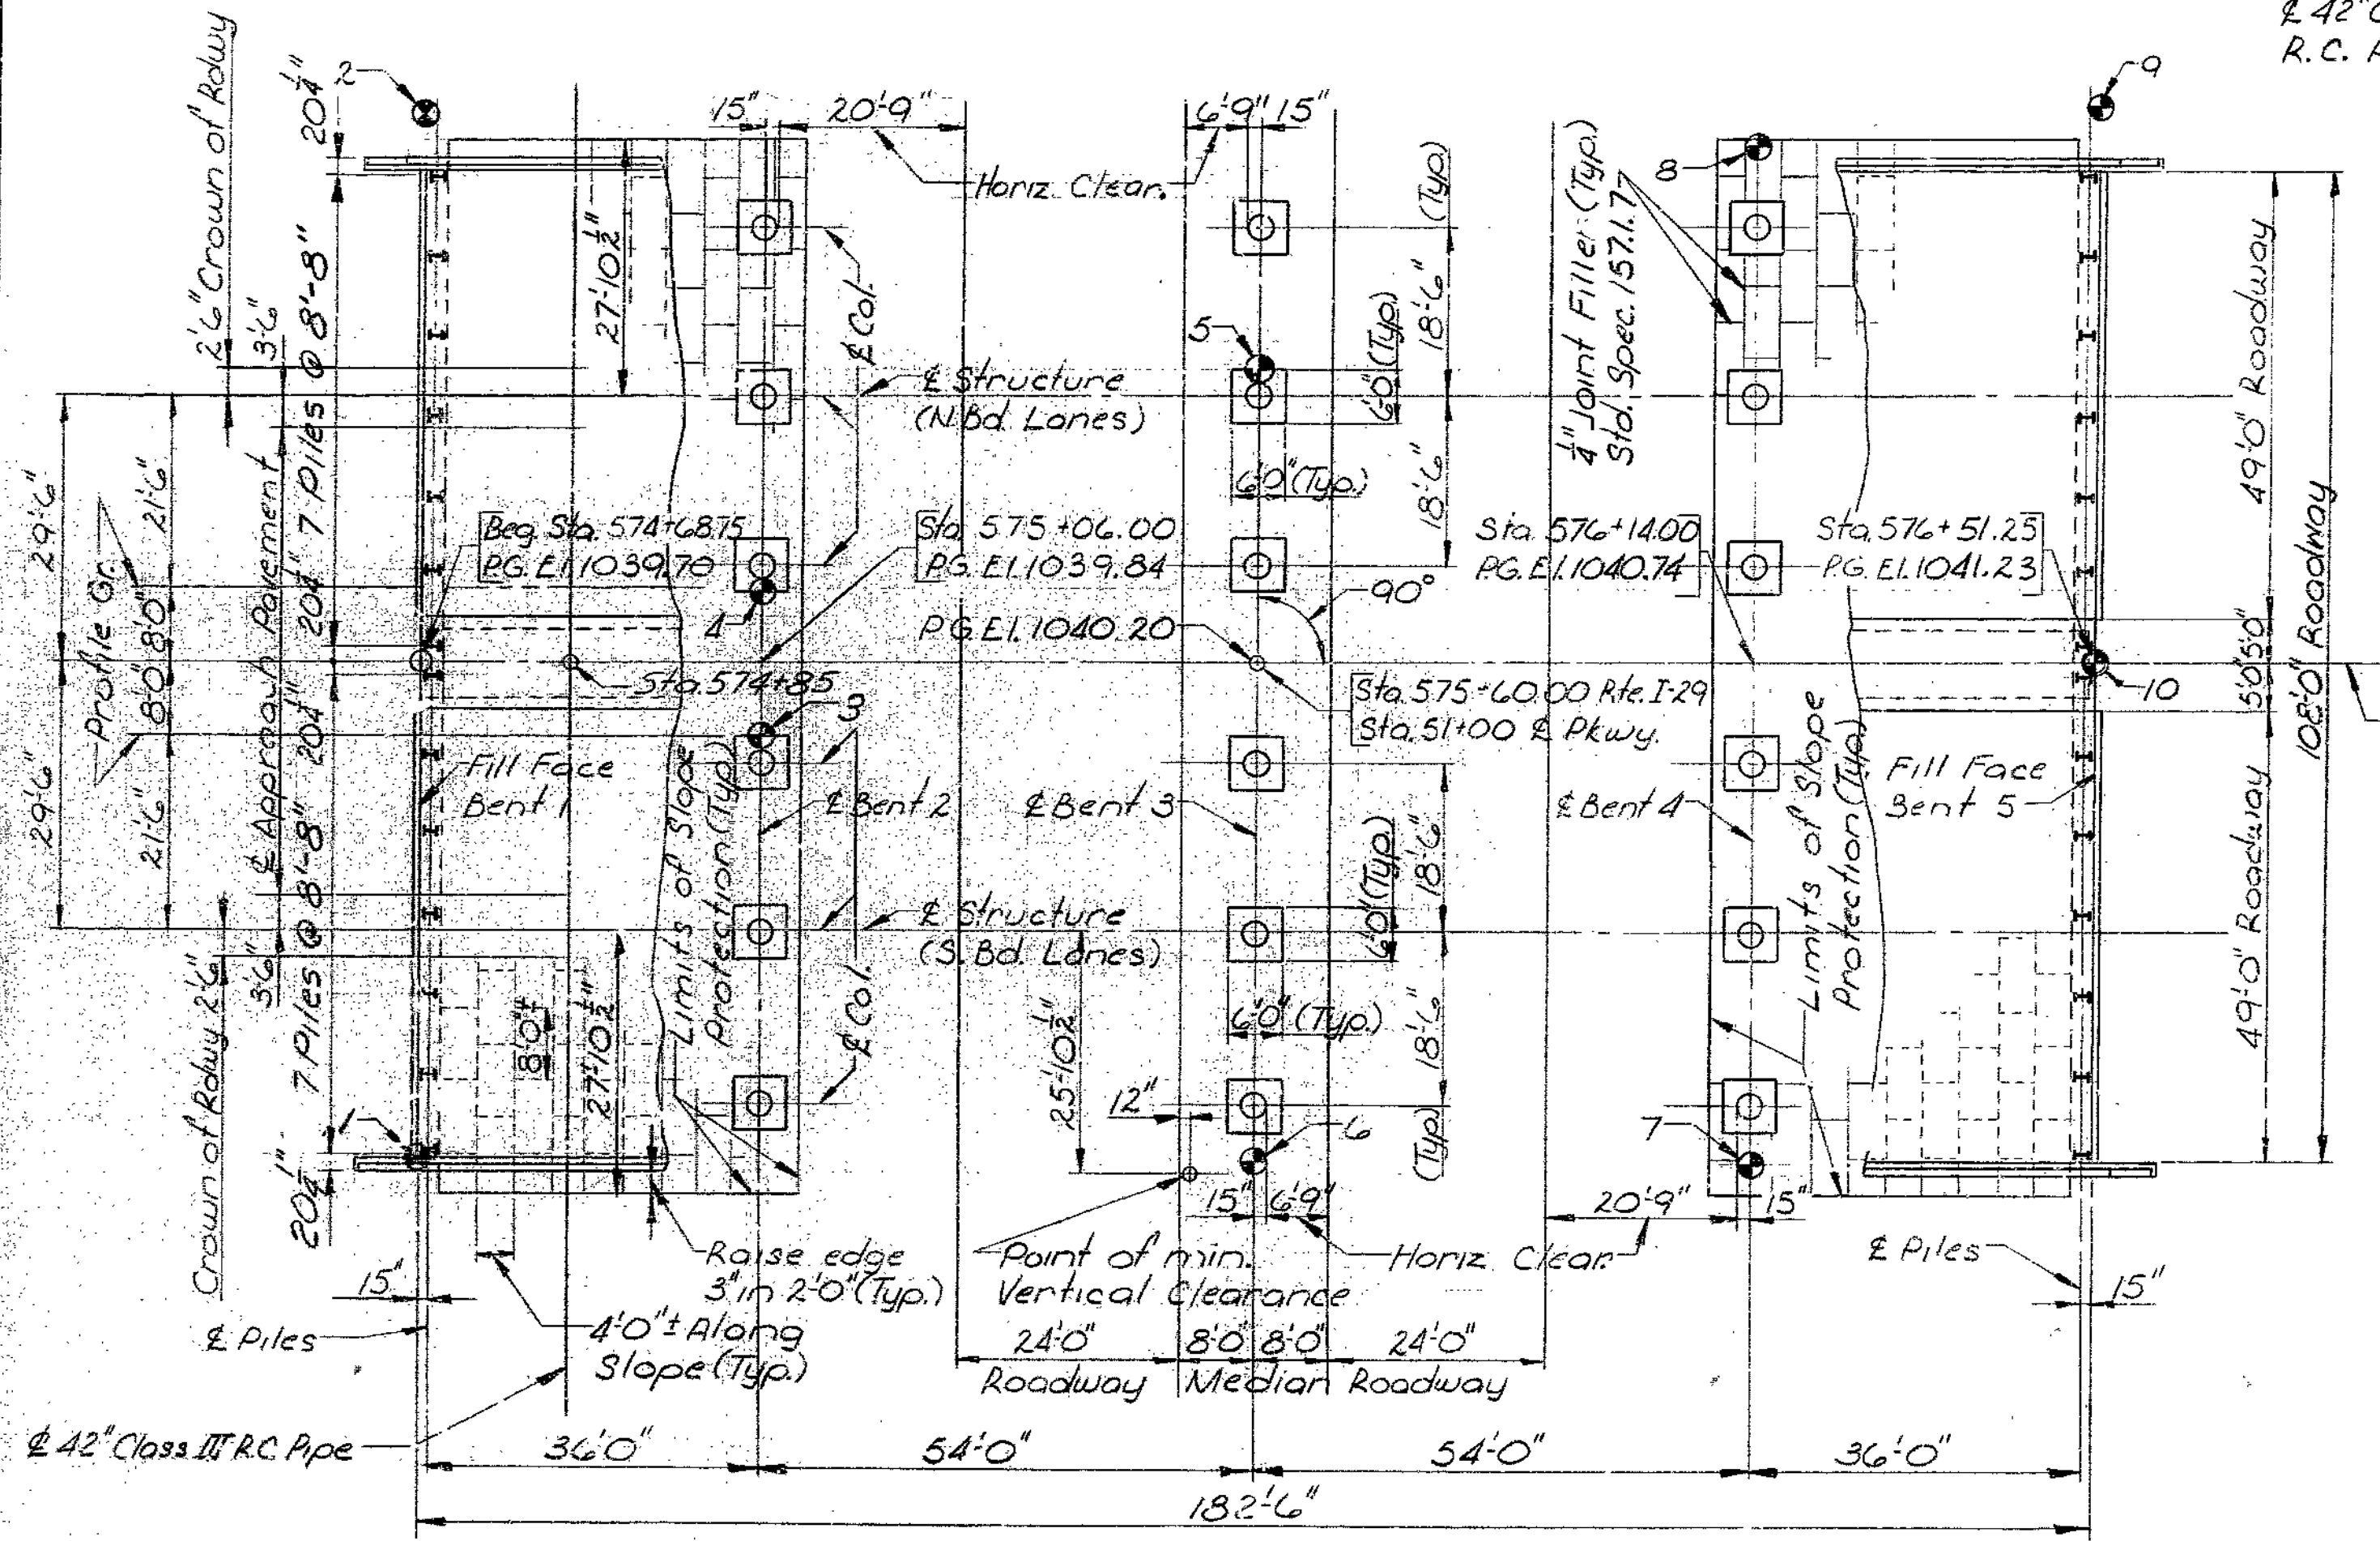 ℄ 42" C
R.C.
2
9
20¼"
2'-6" Crown of Rdwy
15"
20'-9"
6'-9"
15"
Horiz. Clear.
8
¼" Joint Filler (Typ.)
Std. Spec. 157.1.7
(Typ.)
3'-6"
7 Piles @ 8'-8"
27'-10½"
℄ Col.
5
18'-6"
6'-0" (Typ.)
℄ Structure
(N. Bd. Lanes)
49'-0" Roadway
29'-6"
21'-6"
6'-0" (Typ.)
18'-6"
Beg. Sta. 574+68.75
P.G. El. 1039.70
Sta. 575+06.00
P.G. El. 1039.84
Sta. 576+14.00
P.G. El. 1040.74
Sta. 576+51.25
P.G. El. 1041.23
108'-0" Roadway
Profile Gr.
℄ Approach Pavement
20¼"
8'-0"
8'-0"
20¼"
4
90°
P.G. El. 1040.20
Sta. 574+85
Sta. 575+60.00 Rte. I-29
Sta. 51+00 ℄ Pkwy.
5'-0"
5'-0"
10
3
29'-6"
21'-6"
Fill Face
Bent 1
℄ Bent 2
℄ Bent 3
℄ Bent 4
Fill Face
Bent 5
Limits of Slope
Protection (Typ.)
Limits of Slope
Protection (Typ.)
7 Piles @ 8'-8"
18'-6"
6'-0" (Typ.)
49'-0" Roadway
℄ Structure
(S. Bd. Lanes)
Crown of Rdwy 2'-6"
3'-6"
8'-0"
27'-10½"
℄ Col.
25'-10½"
6'-0" (Typ.)
18'-6"
12"
6
7
(Typ.)
1
20¼"
15"
6'-9"
20'-9"
15"
15"
Raise edge
3" in 2'-0" (Typ.)
Point of min.
Vertical Clearance
Horiz. Clear.
℄ Piles
15"
℄ Piles
4'-0"± Along
Slope (Typ.)
24'-0"
8'-0"
8'-0"
24'-0"
Roadway
Median
Roadway
℄ 42" Class III R.C. Pipe
36'-0"
54'-0"
54'-0"
36'-0"
182'-6"